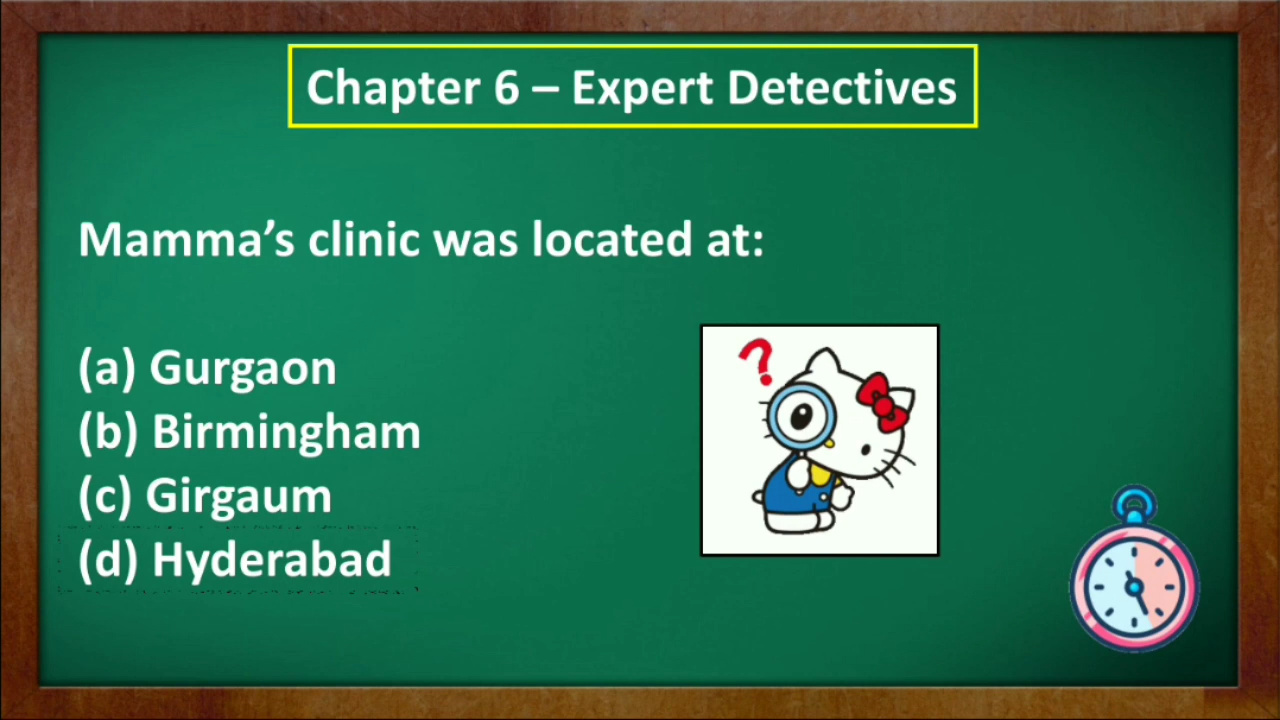 Chapter 6 – Expert Detectives
Mamma’s clinic was located at:
(a) Gurgaon
(b) Birmingham
(c) Girgaum
(d) Hyderabad
?